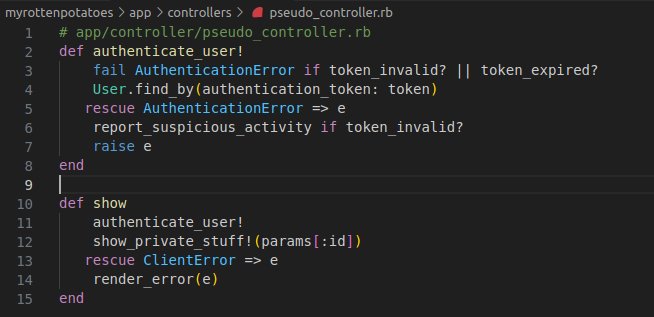 myrottenpotatoes > app > controllers > pseudo_controller.rb
1 # app/controller/pseudo_controller.rb
2 def authenticate_user!
3     fail AuthenticationError if token_invalid? || token_expired?
4     User.find_by(authentication_token: token)
5    rescue AuthenticationError => e
6     report_suspicious_activity if token_invalid?
7     raise e
8 end
9
10 def show
11     authenticate_user!
12     show_private_stuff!(params[:id])
13    rescue ClientError => e
14     render_error(e)
15 end